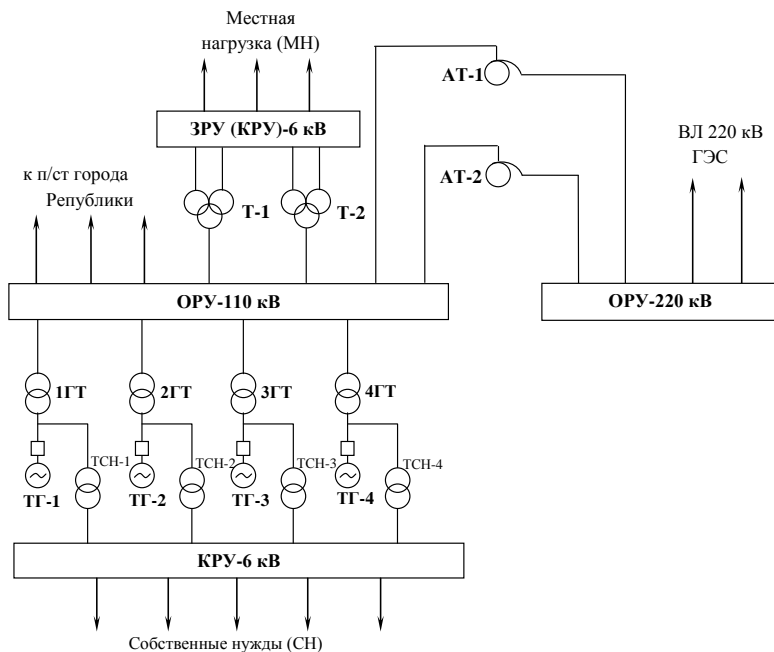 Местная
нагрузка (МН)
АТ-1
ЗРУ (КРУ)-6 кВ
ВЛ 220 кВ
ГЭС
АТ-2
к п/ст города
Републики
Т-1
Т-2
ОРУ-110 кВ
ОРУ-220 кВ
1ГТ
2ГТ
3ГТ
4ГТ
ТСН-1
ТСН-2
ТСН-3
ТСН-4
ТГ-1
ТГ-2
ТГ-3
ТГ-4
КРУ-6 кВ
Собственные нужды (СН)